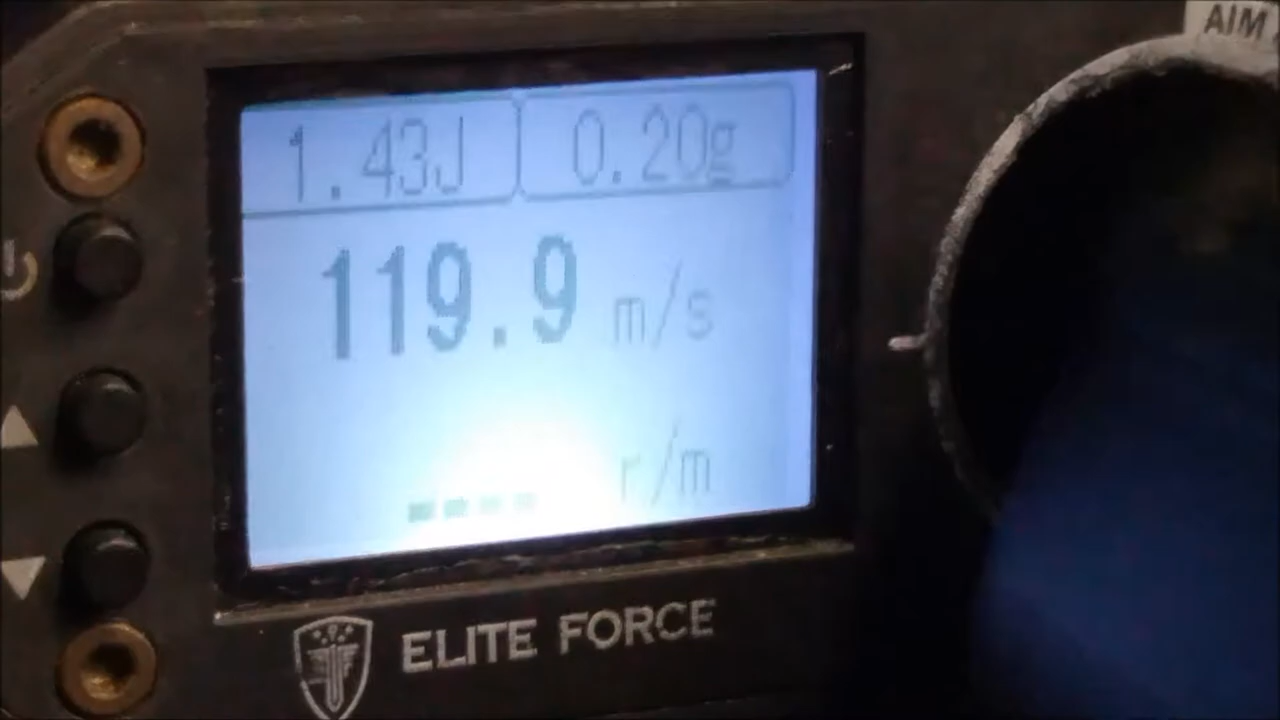 AIM
1.43J 0.20g
119.9 m/s
---- r/m
ELITE FORCE